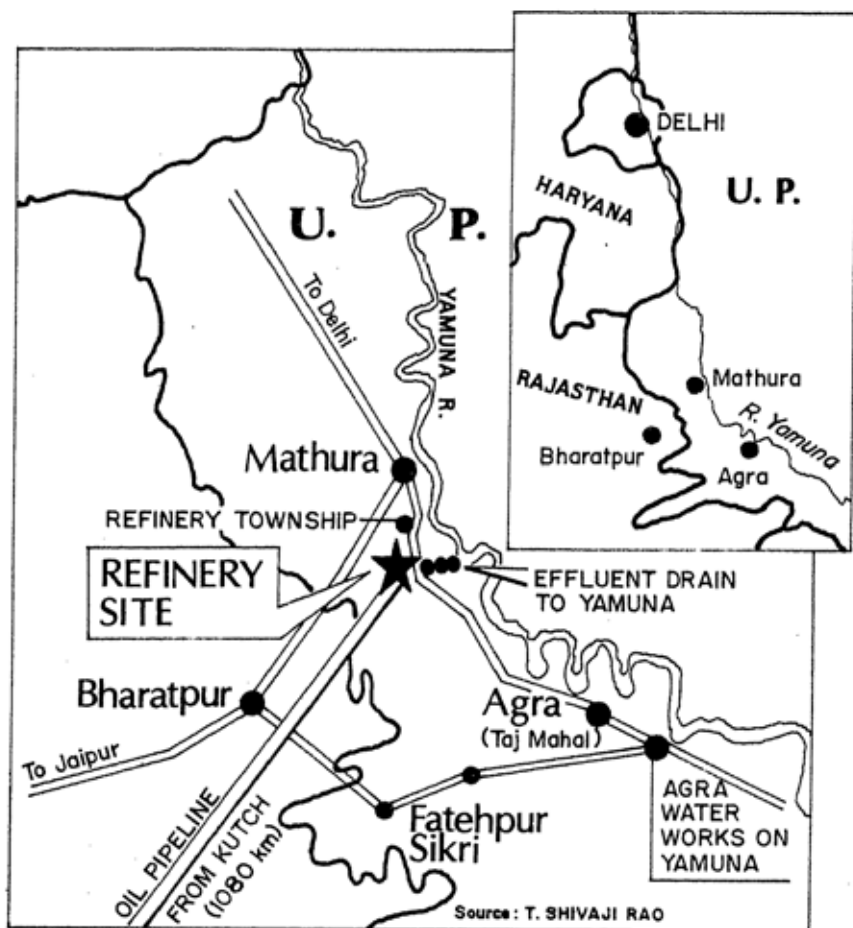 U. P.
To Delhi
YAMUNA R.
Mathura
REFINERY TOWNSHIP
REFINERY
SITE
EFFLUENT DRAIN
TO YAMUNA
Bharatpur
To Jaipur
Agra
(Taj Mahal)
Fatehpur
Sikri
AGRA
WATER
WORKS ON
YAMUNA
OIL PIPELINE
FROM KUTCH
(1080 km)
Source: T. SHIVAJI RAO
DELHI
HARYANA
U. P.
RAJASTHAN
Mathura
R. Yamuna
Bharatpur
Agra